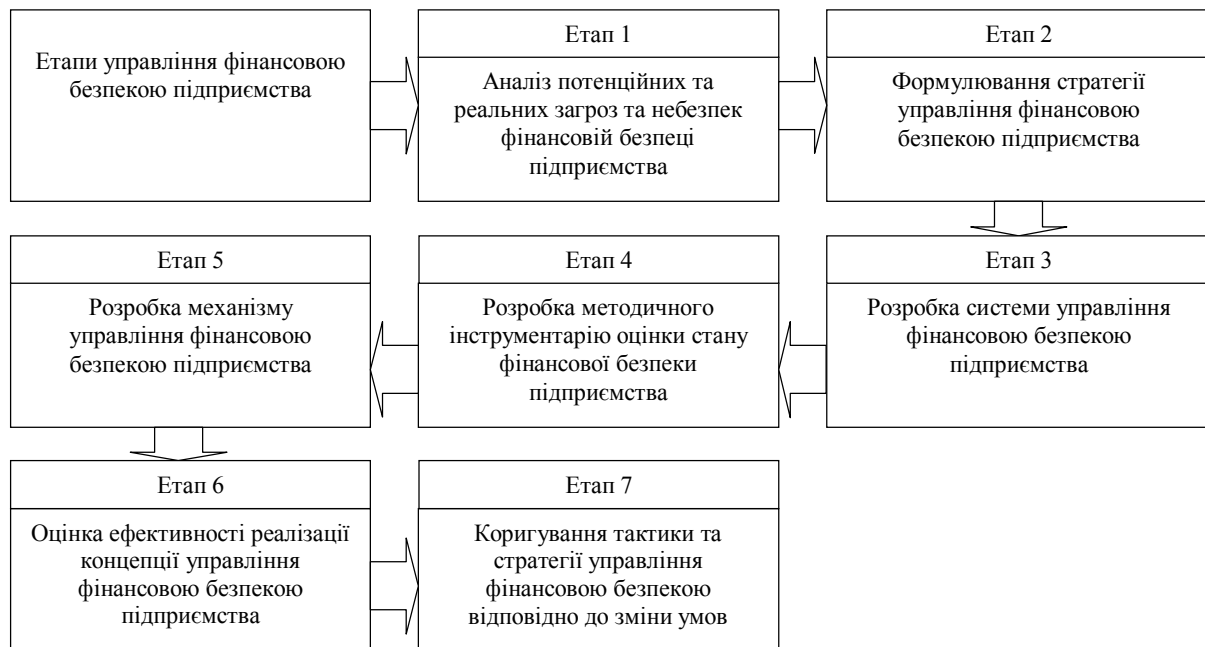 Етапи управління фінансовою
безпекою підприємства
Етап 1
Аналіз потенційних та
реальних загроз та небезпек
фінансовій безпеці
підприємства
Етап 2
Формулювання стратегії
управління фінансовою
безпекою підприємства
Етап 3
Розробка системи управління
фінансовою безпекою
підприємства
Етап 4
Розробка методичного
інструментарію оцінки стану
фінансової безпеки
підприємства
Етап 5
Розробка механізму
управління фінансовою
безпекою підприємства
Етап 6
Оцінка ефективності реалізації
концепції управління
фінансовою безпекою
підприємства
Етап 7
Коригування тактики та
стратегії управління
фінансовою безпекою
відповідно до зміни умов